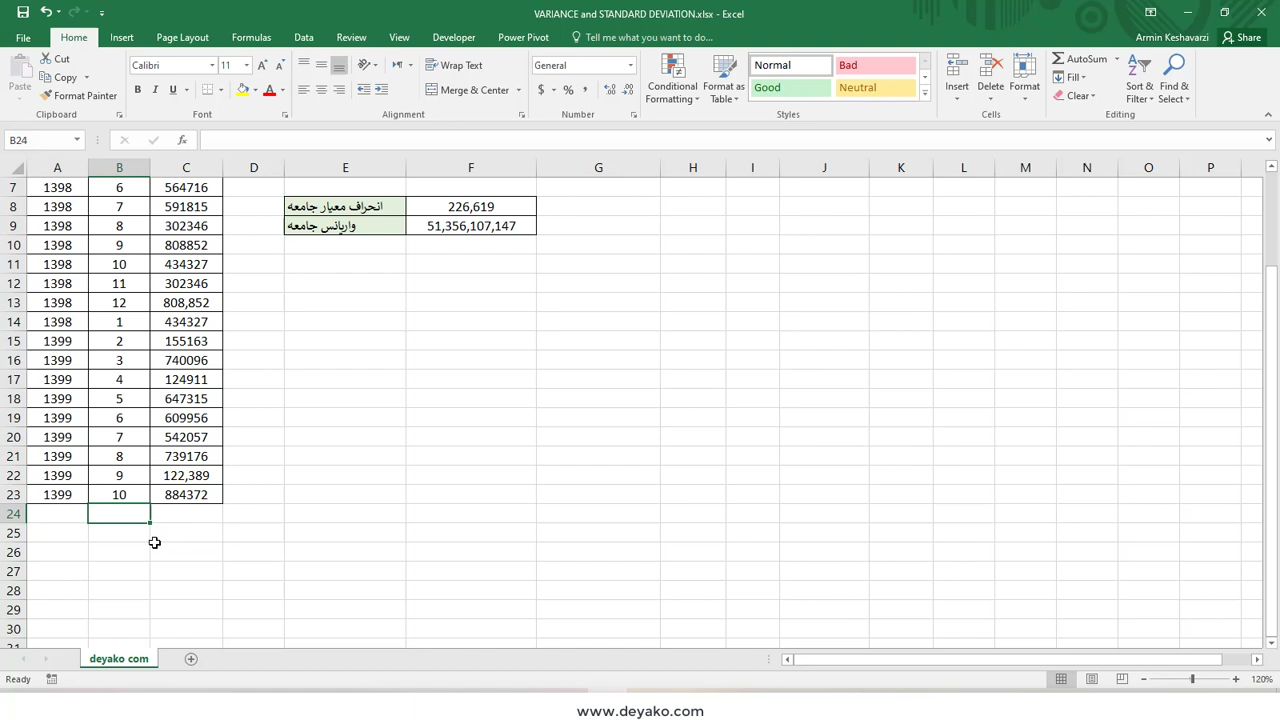 VARIANCE and STANDARD DEVIATION.xlsx - Excel
File Home Insert Page Layout Formulas Data Review View Developer Power Pivot Tell me what you want to do... Armin Keshavarzi Share
Paste
Cut
Copy
Format Painter
Clipboard
Calibri 11
B I U
Font
Wrap Text
Merge & Center
Alignment
General
$ % ,
Number
Conditional Formatting
Format as Table
Normal Bad
Good Neutral
Styles
Insert Delete Format
Cells
AutoSum
Fill
Clear
Sort & Filter
Find & Select
Editing
B24
A B C D E F G H I J K L M N O P
7 1398 6 564716
8 1398 7 591815 انحراف معیار جامعه 226,619
9 1398 8 302346 واریانس جامعه 51,356,107,147
10 1398 9 808852
11 1398 10 434327
12 1398 11 302346
13 1398 12 808,852
14 1398 1 434327
15 1399 2 155163
16 1399 3 740096
17 1399 4 124911
18 1399 5 647315
19 1399 6 609956
20 1399 7 542057
21 1399 8 739176
22 1399 9 122,389
23 1399 10 884372
24
25
26
27
28
29
30
31
deyako com
Ready 120%
www.deyako.com